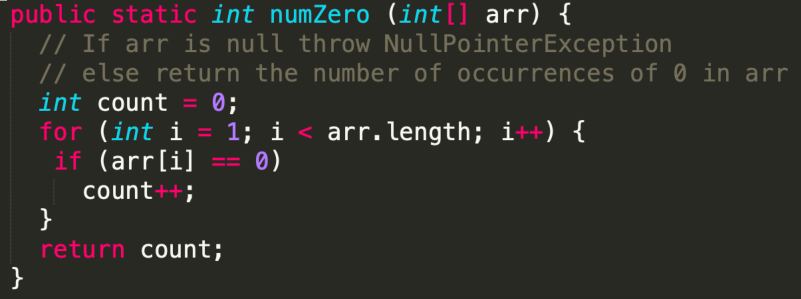 public static int numZero (int[] arr) {
// If arr is null throw NullPointerException
// else return the number of occurrences of 0 in arr
int count = 0;
for (int i = 1; i < arr.length; i++) {
if (arr[i] == 0)
count++;
}
return count;
}